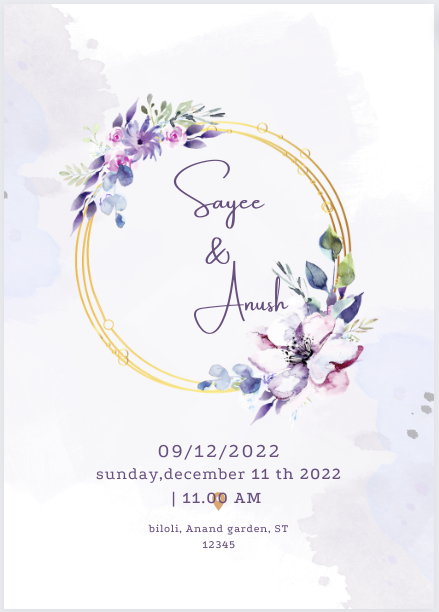 Sayee
&
Anush
09/12/2022
sunday,december 11 th 2022
| 11.00 AM
biloli, Anand garden, ST
12345